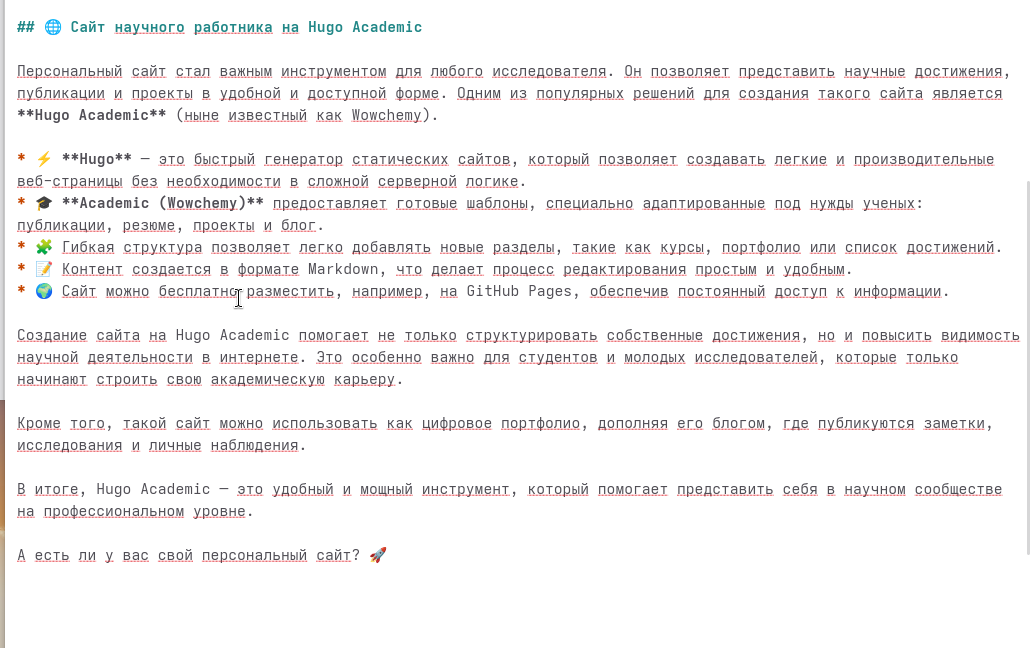 ## 🌐 Сайт научного работника на Hugo Academic
Персональный сайт стал важным инструментом для любого исследователя. Он позволяет представить научные достижения,
публикации и проекты в удобной и доступной форме. Одним из популярных решений для создания такого сайта является
**Hugo Academic** (ныне известный как Wowchemy).
* ⚡ **Hugo** — это быстрый генератор статических сайтов, который позволяет создавать легкие и производительные
веб-страницы без необходимости в сложной серверной логике.
* 🎓 **Academic (Wowchemy)** предоставляет готовые шаблоны, специально адаптированные под нужды ученых:
публикации, резюме, проекты и блог.
* 🧩 Гибкая структура позволяет легко добавлять новые разделы, такие как курсы, портфолио или список достижений.
* 📝 Контент создается в формате Markdown, что делает процесс редактирования простым и удобным.
* 🌍 Сайт можно бесплатно разместить, например, на GitHub Pages, обеспечив постоянный доступ к информации.
Создание сайта на Hugo Academic помогает не только структурировать собственные достижения, но и повысить видимость
научной деятельности в интернете. Это особенно важно для студентов и молодых исследователей, которые только
начинают строить свою академическую карьеру.
Кроме того, такой сайт можно использовать как цифровое портфолио, дополняя его блогом, где публикуются заметки,
исследования и личные наблюдения.
В итоге, Hugo Academic — это удобный и мощный инструмент, который помогает представить себя в научном сообществе
на профессиональном уровне.
А есть ли у вас свой персональный сайт? 🚀